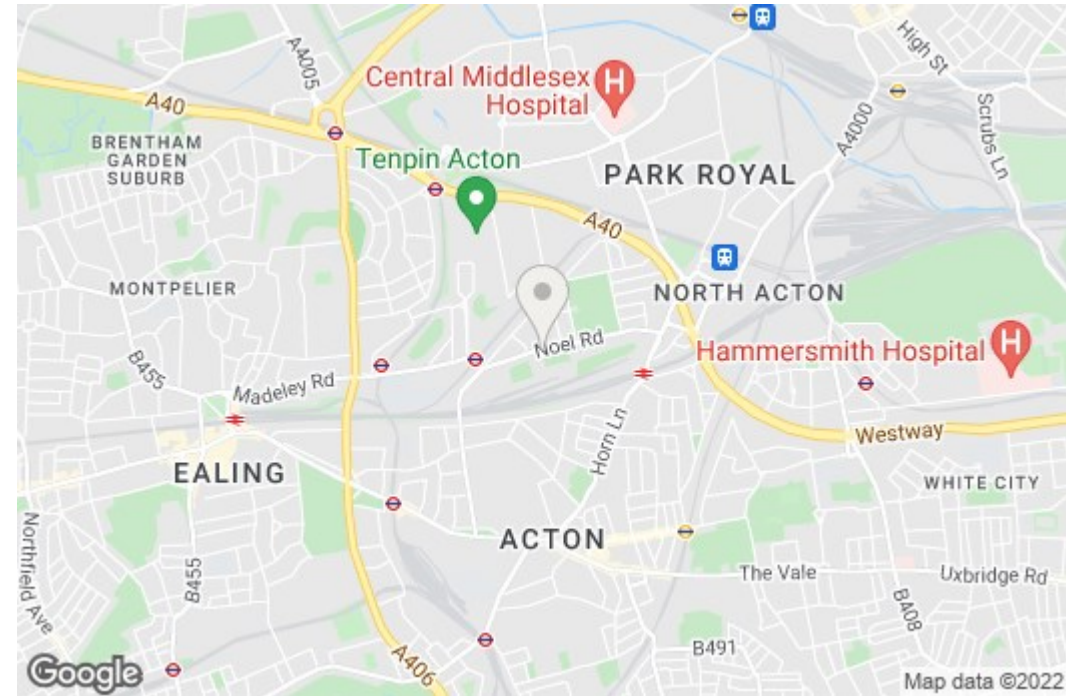 A4005
High St
Central Middlesex
Hospital
H
A40
A4000
Scrubs Ln
BRENTHAM
GARDEN
SUBURB
Tenpin Acton
PARK ROYAL
A40
MONTPELIER
NORTH ACTON
Noel Rd
Hammersmith Hospital
H
B455
Madeley Rd
Horn Ln
Westway
EALING
WHITE CITY
ACTON
Northfield Ave
B455
The Vale
Uxbridge Rd
B408
B491
A406
Google
Map data ©2022